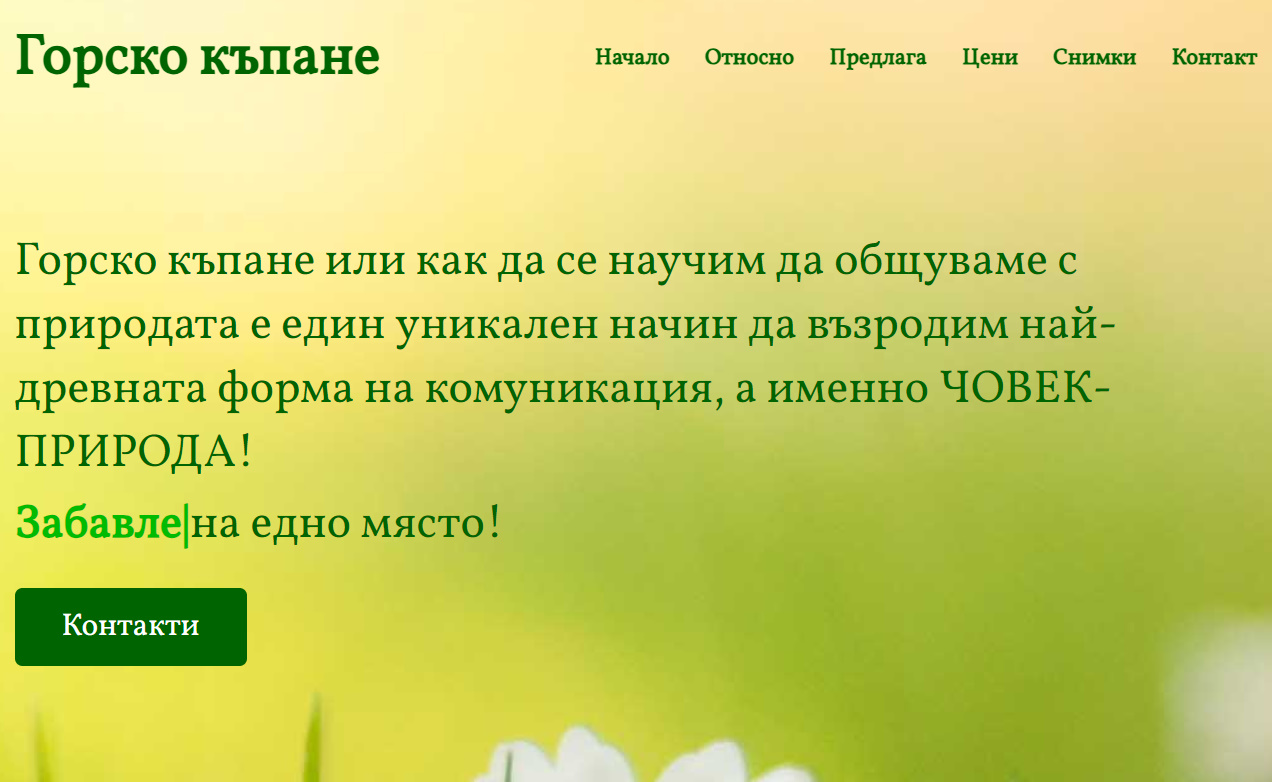 Горско къпане
Начало Относно Предлага Цени Снимки Контакт
Горско къпане или как да се научим да общуваме с
природата е един уникален начин да възродим най-
древната форма на комуникация, а именно ЧОВЕК-
ПРИРОДА!
Забавле|на едно място!
Контакти